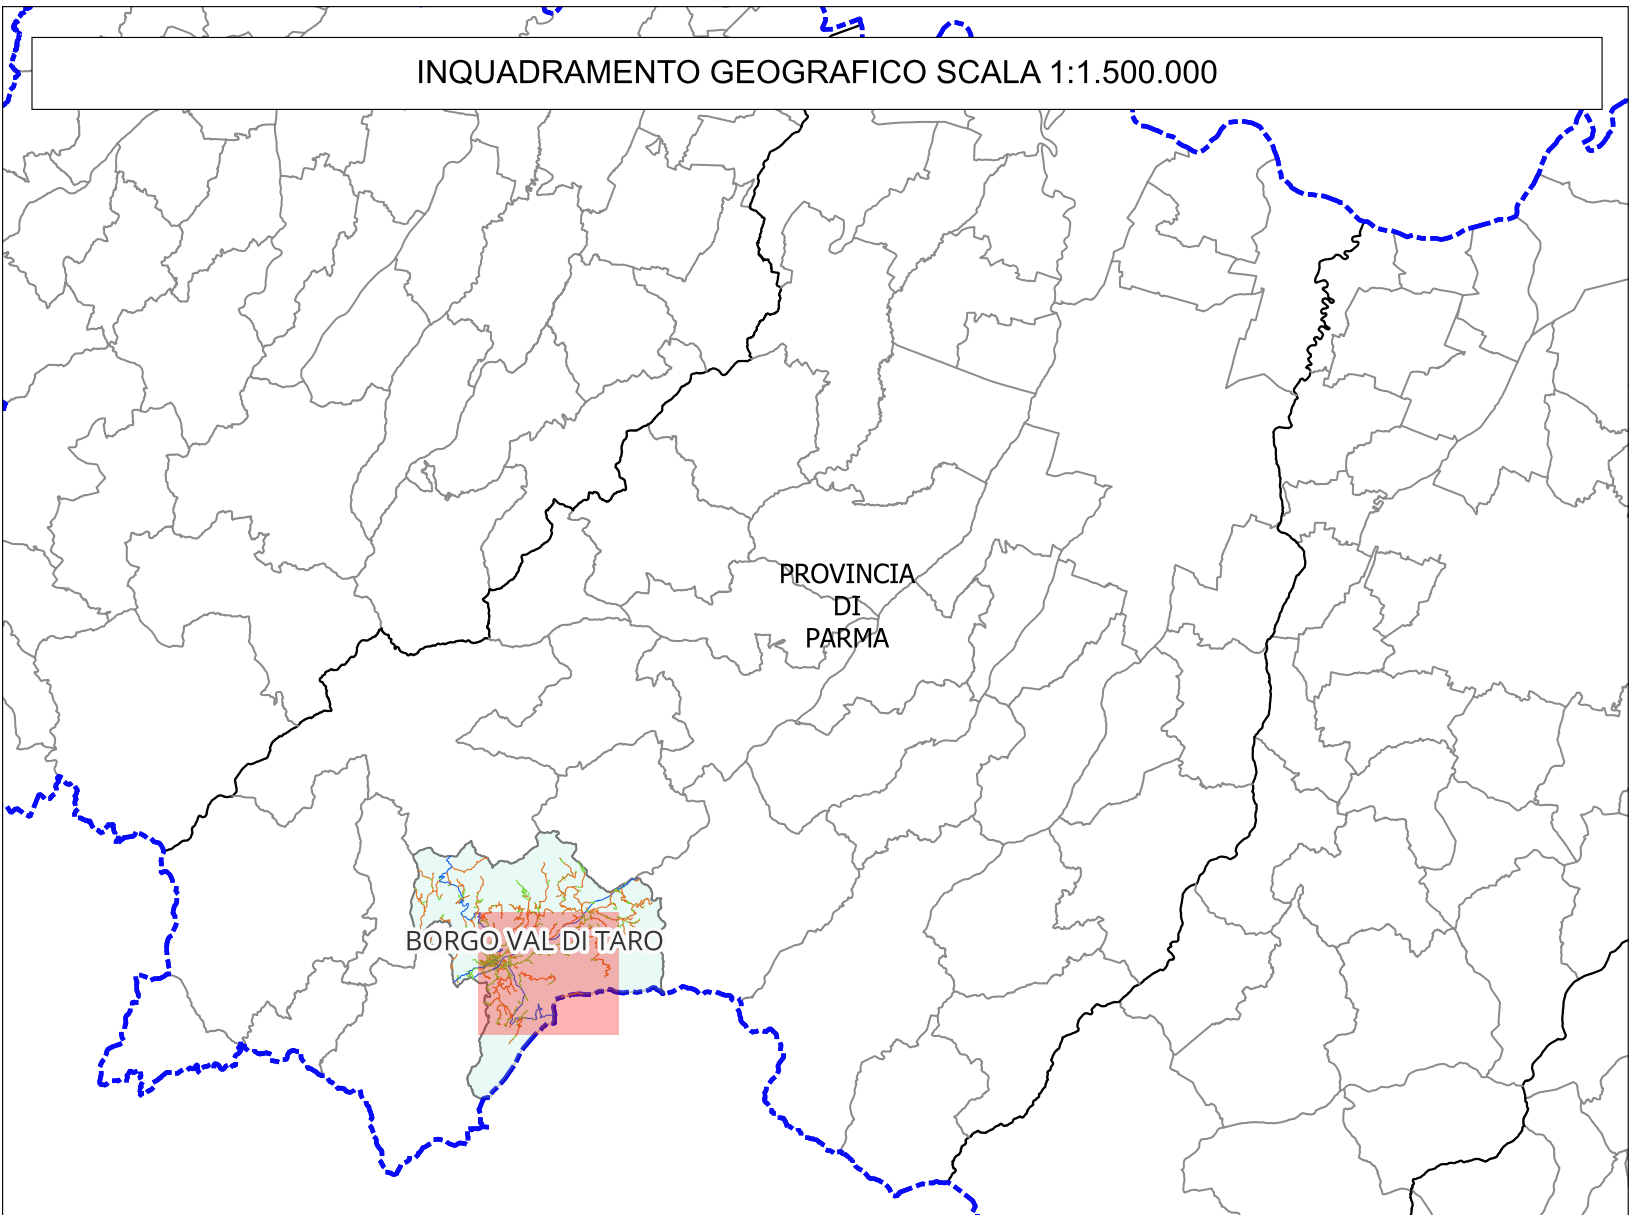 INQUADRAMENTO GEOGRAFICO SCALA 1:1.500.000
PROVINCIA
DI
PARMA
BORGO VAL DI TARO